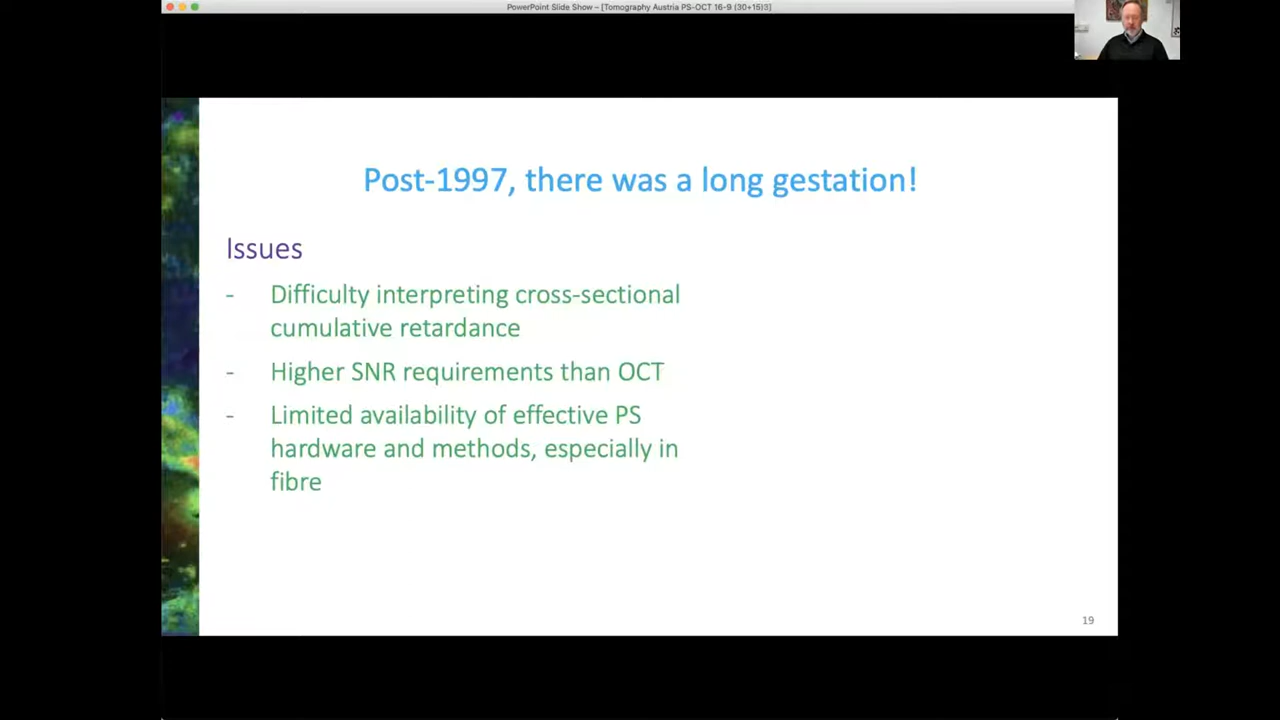 PowerPoint Slide Show – [Tomography Austria PS-OCT 16-9 (30+15)3]
Post-1997, there was a long gestation!
Issues
- Difficulty interpreting cross-sectional
cumulative retardance
- Higher SNR requirements than OCT
- Limited availability of effective PS
hardware and methods, especially in
fibre
19